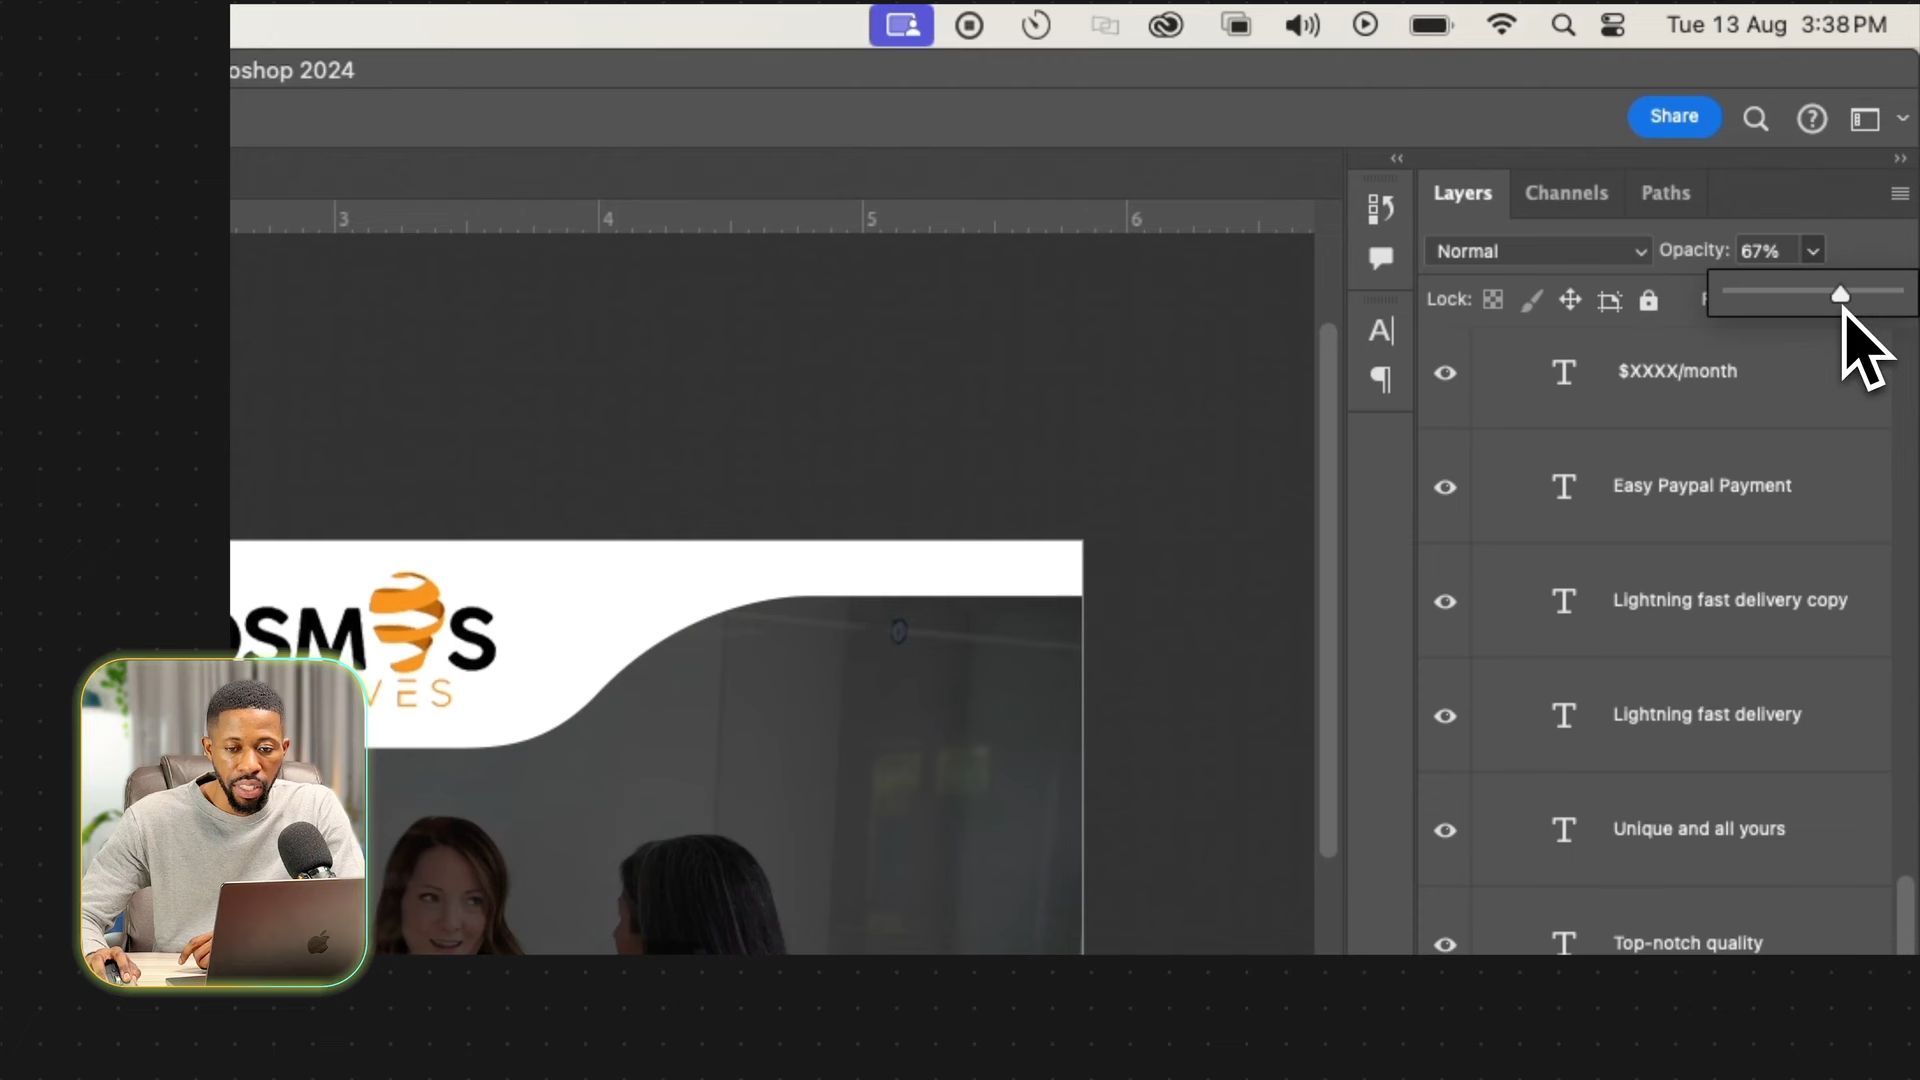 Tue 13 Aug 3:38 PM
oshop 2024
Share
3 4 5 6
Layers Channels Paths
Normal Opacity: 67%
Lock:
$XXXX/month
Easy Paypal Payment
Lightning fast delivery copy
Lightning fast delivery
Unique and all yours
Top-notch quality
OSMOS
VES